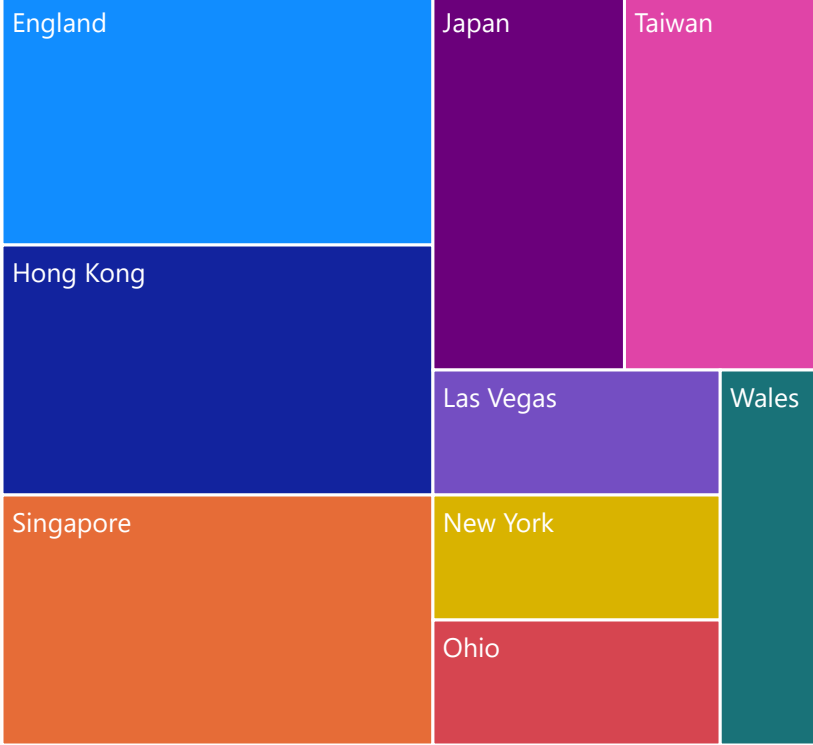 England
Hong Kong
Singapore
Japan
Taiwan
Las Vegas
New York
Ohio
Wales